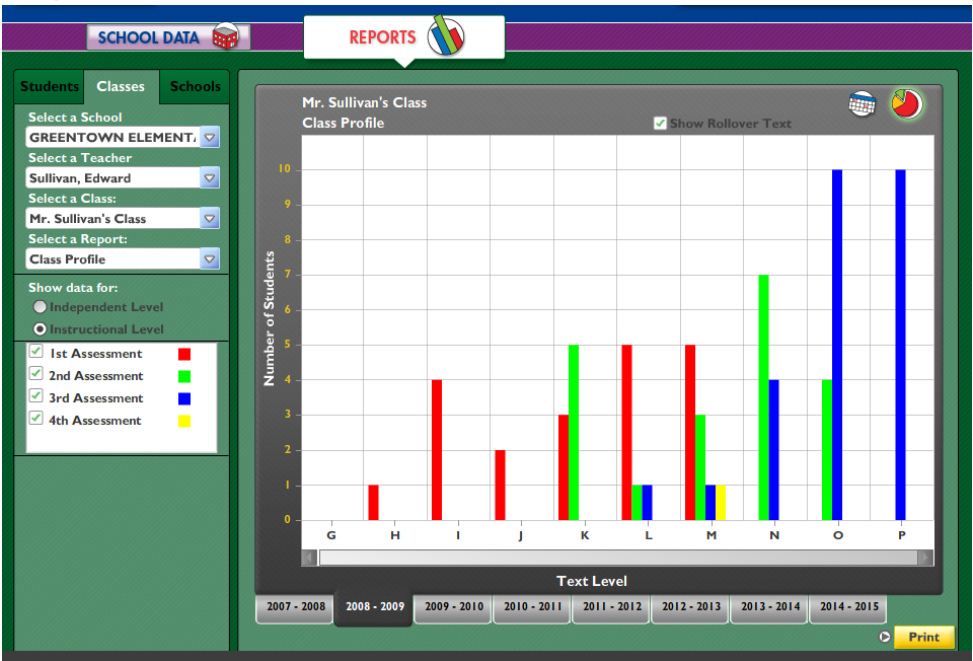 SCHOOL DATA
REPORTS
Students Classes Schools
Select a School
GREENTOWN ELEMENT
Select a Teacher
Sullivan, Edward
Select a Class:
Mr. Sullivan's Class
Select a Report:
Class Profile
Show data for:
Independent Level
Instructional Level
1st Assessment
2nd Assessment
3rd Assessment
4th Assessment
Mr. Sullivan's Class
Class Profile
Show Rollover Text
Number of Students
10
9
8
7
6
5
4
3
2
1
0
G H I J K L M N O P
Text Level
2007 - 2008 2008 - 2009 2009 - 2010 2010 - 2011 2011 - 2012 2012 - 2013 2013 - 2014 2014 - 2015
Print